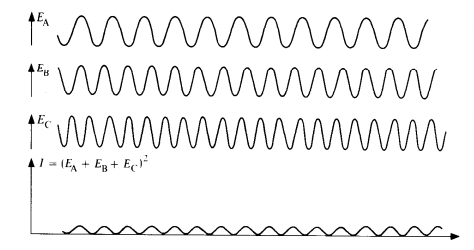 E_A
E_B
E_C
I = (E_A + E_B + E_C)^2